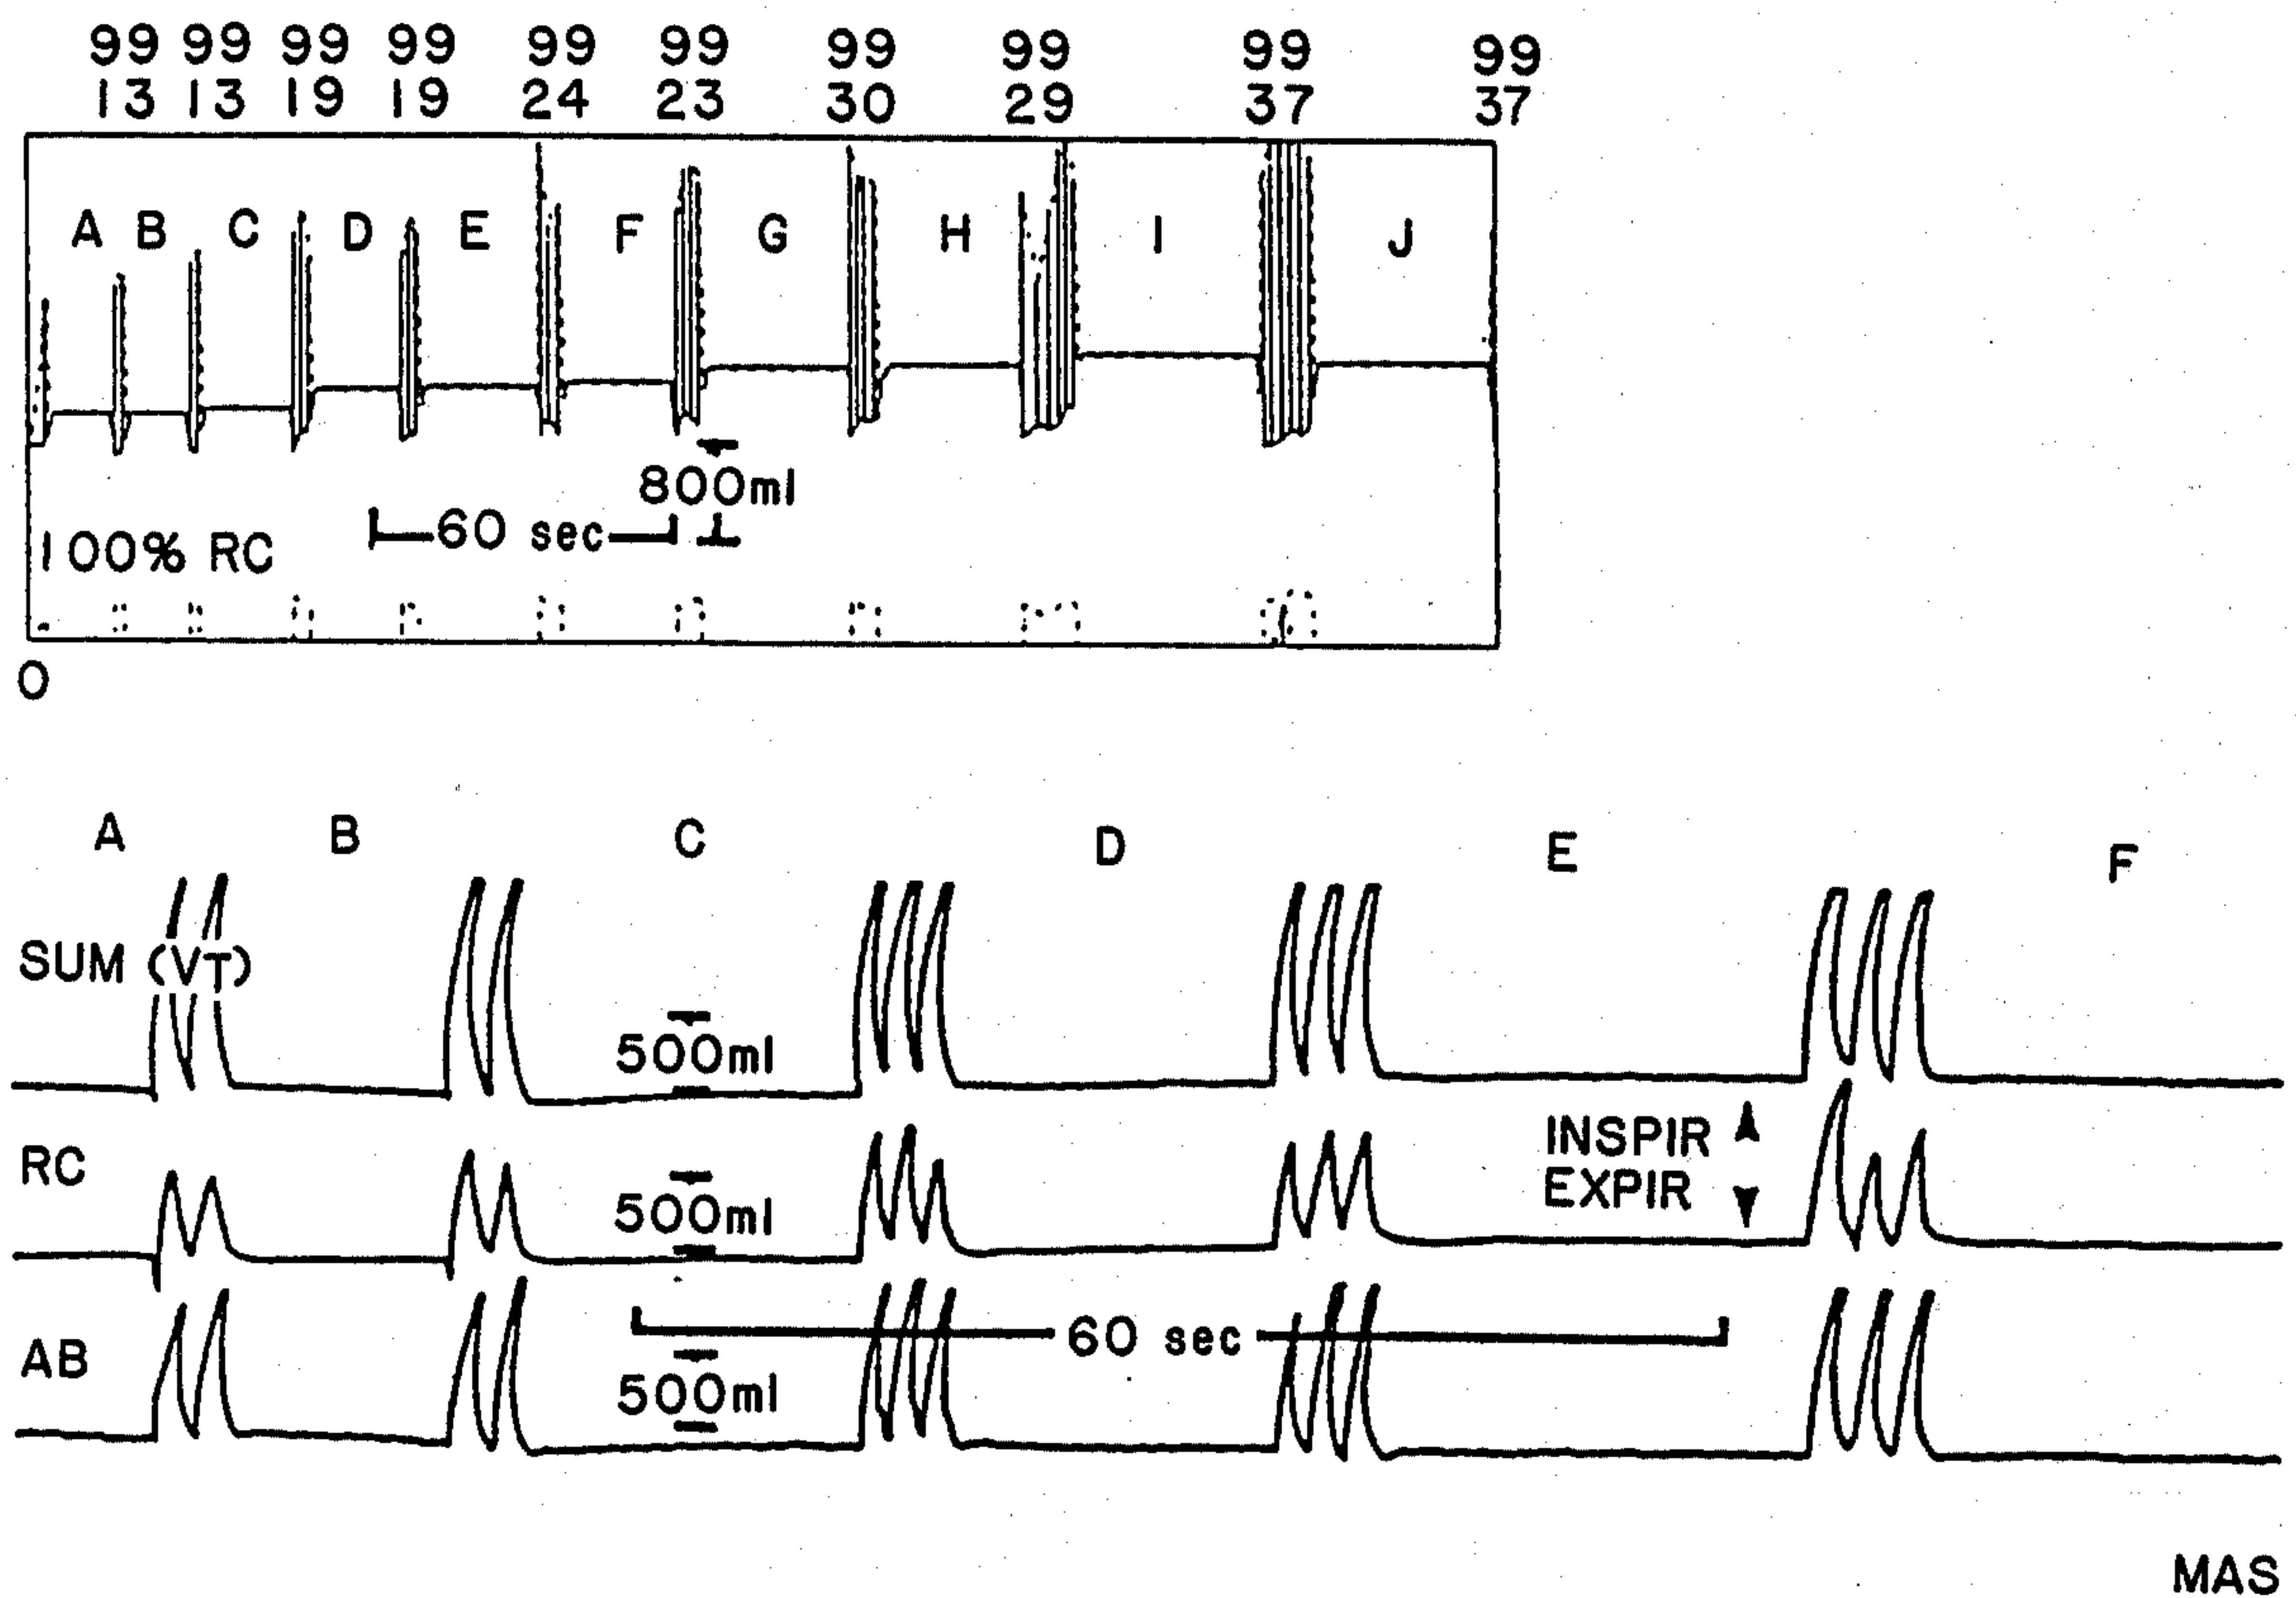 99 99 99 99 99 99 99 99 99 99
13 13 19 19 24 23 30 29 37 37
A B C D E F G H I J
800ml
60 sec
100% RC
0
A B C D E F
SUM (VT)
500ml
INSPIR
RC
500ml
EXPIR
60 sec
AB
500ml
MAS